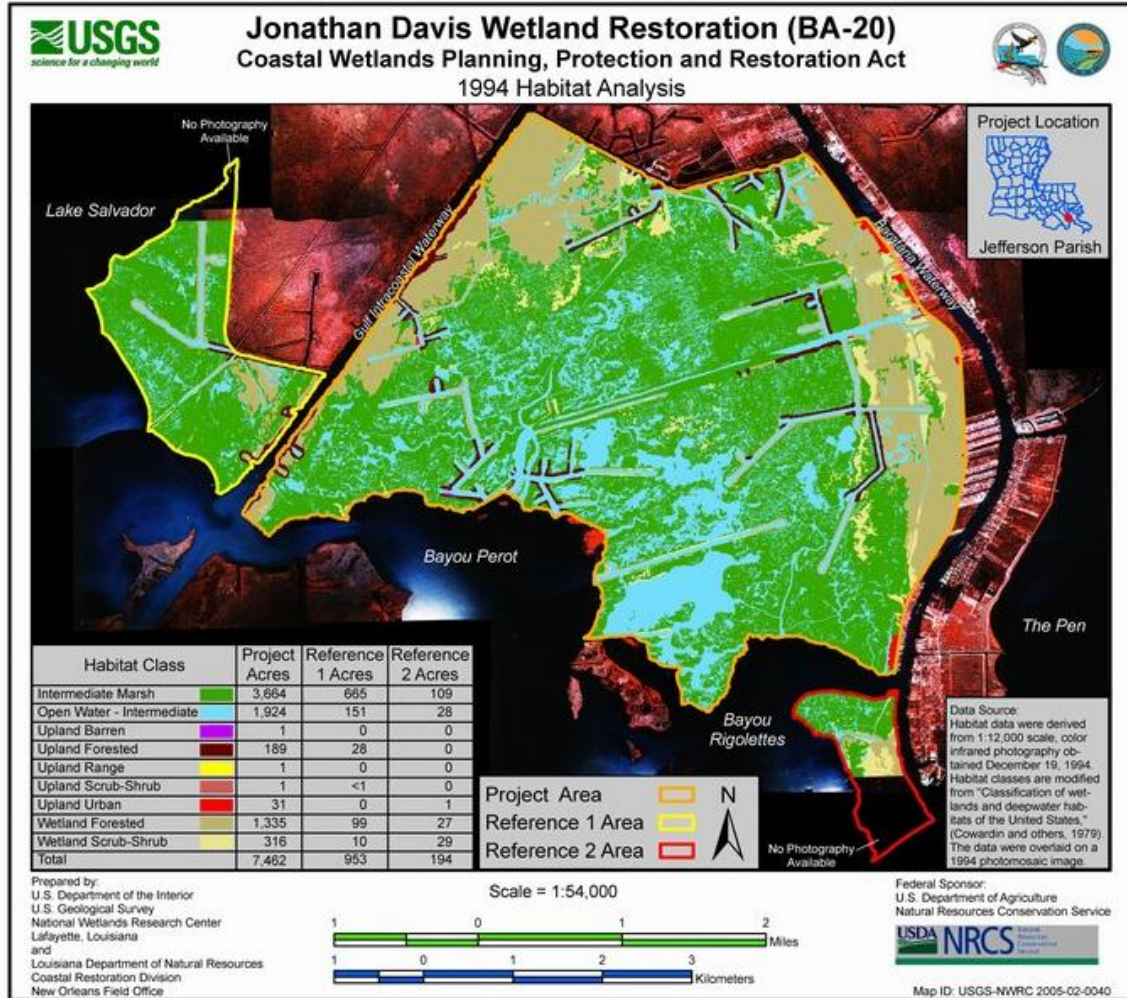 USGS
science for a changing world
Jonathan Davis Wetland Restoration (BA-20)
Coastal Wetlands Planning, Protection and Restoration Act
1994 Habitat Analysis
No Photography
Available
Lake Salvador
Gulf Intracoastal Waterway
Barataria Waterway
Project Location
Jefferson Parish
Bayou Perot
The Pen
Bayou
Rigolettes
No Photography
Available
Habitat Class Project Acres Reference 1 Acres Reference 2 Acres
Intermediate Marsh 3,664 665 109
Open Water - Intermediate 1,924 151 28
Upland Barren 1 0 0
Upland Forested 189 28 0
Upland Range 1 0 0
Upland Scrub-Shrub 1 <1 0
Upland Urban 31 0 1
Wetland Forested 1,335 99 27
Wetland Scrub-Shrub 316 10 29
Total 7,462 953 194
Project Area
Reference 1 Area
Reference 2 Area
N
Data Source:
Habitat data were derived
from 1:12,000 scale, color
infrared photography ob-
tained December 19, 1994.
Habitat classes are modified
from "Classification of wet-
lands and deepwater hab-
itats of the United States,"
(Cowardin and others, 1979).
The data were overlaid on a
1994 photomosaic image.
Prepared by:
U.S. Department of the Interior
U.S. Geological Survey
National Wetlands Research Center
Lafayette, Louisiana
and
Louisiana Department of Natural Resources
Coastal Restoration Division
New Orleans Field Office
Scale = 1:54,000
1 0 1 2
Miles
1 0 1 2 3
Kilometers
Federal Sponsor:
U.S. Department of Agriculture
Natural Resources Conservation Service
USDA NRCS
Natural
Resources
Conservation
Service
Map ID: USGS-NWRC 2005-02-0040